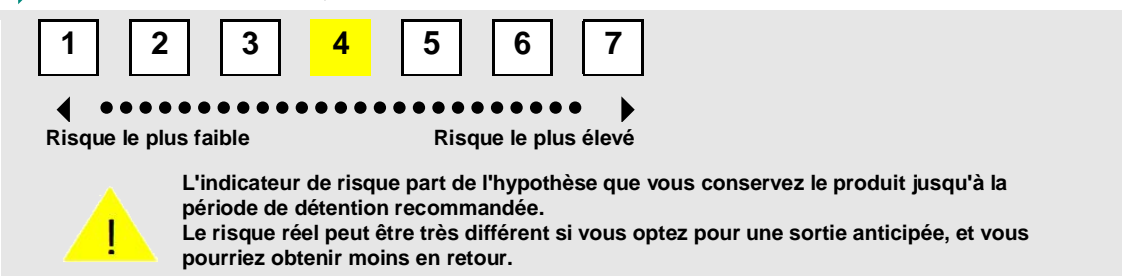 1 2 3 4 5 6 7
Risque le plus faible Risque le plus élevé
L'indicateur de risque part de l'hypothèse que vous conservez le produit jusqu'à la
période de détention recommandée.
!
Le risque réel peut être très différent si vous optez pour une sortie anticipée, et vous
pourriez obtenir moins en retour.